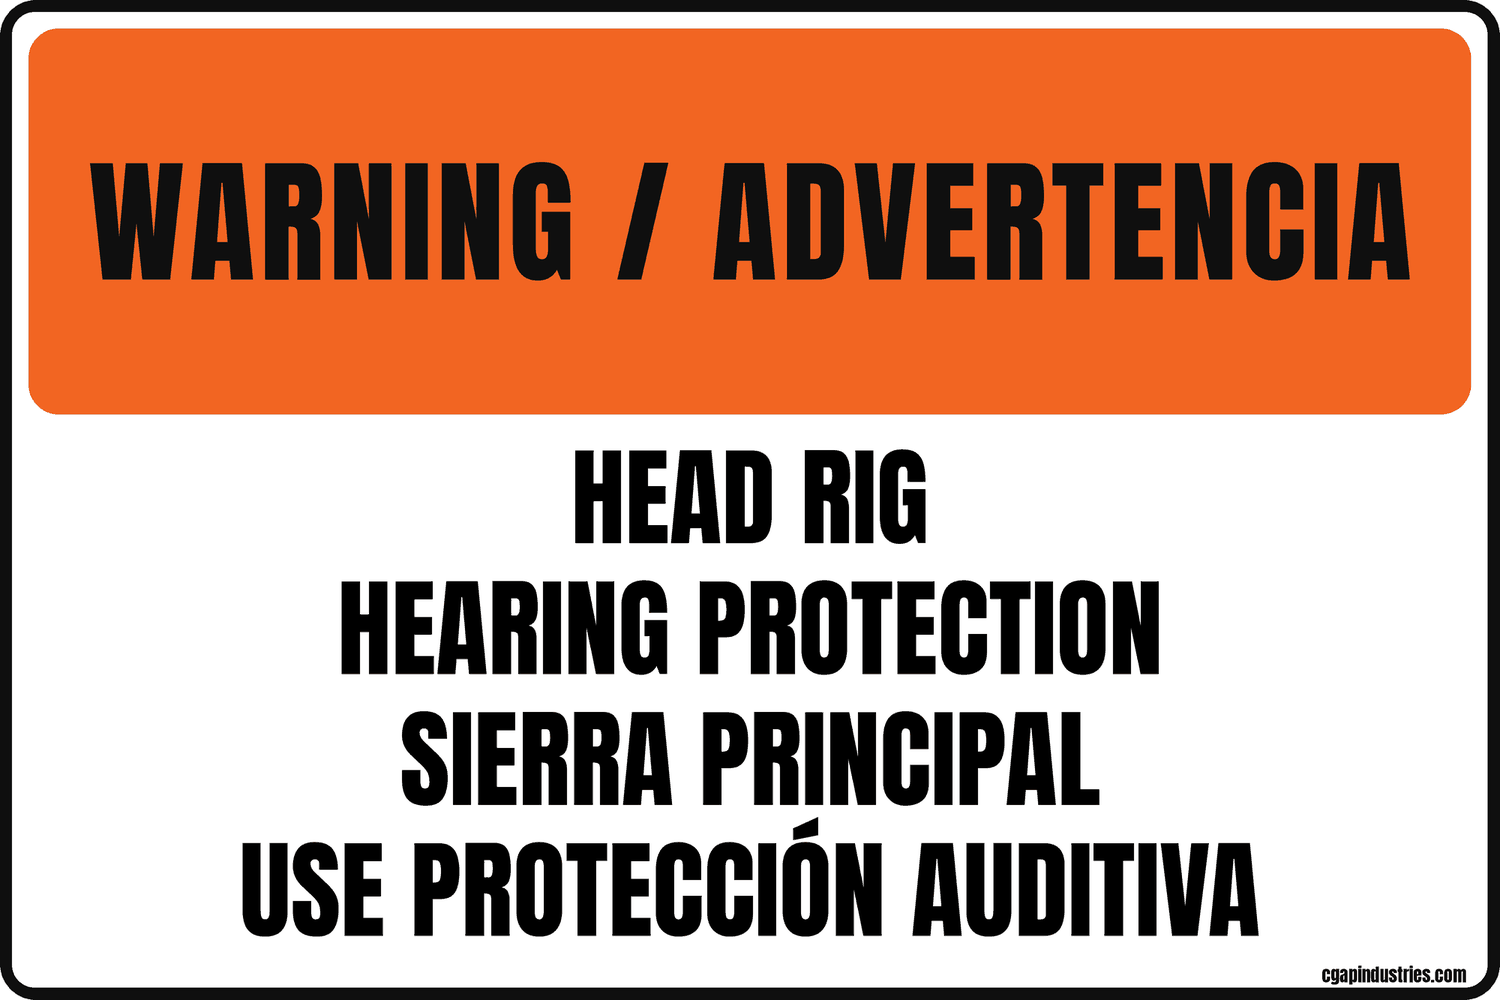 WARNING / ADVERTENCIA
HEAD RIG
HEARING PROTECTION
SIERRA PRINCIPAL
USE PROTECCIÓN AUDITIVA
cgapindustries.com